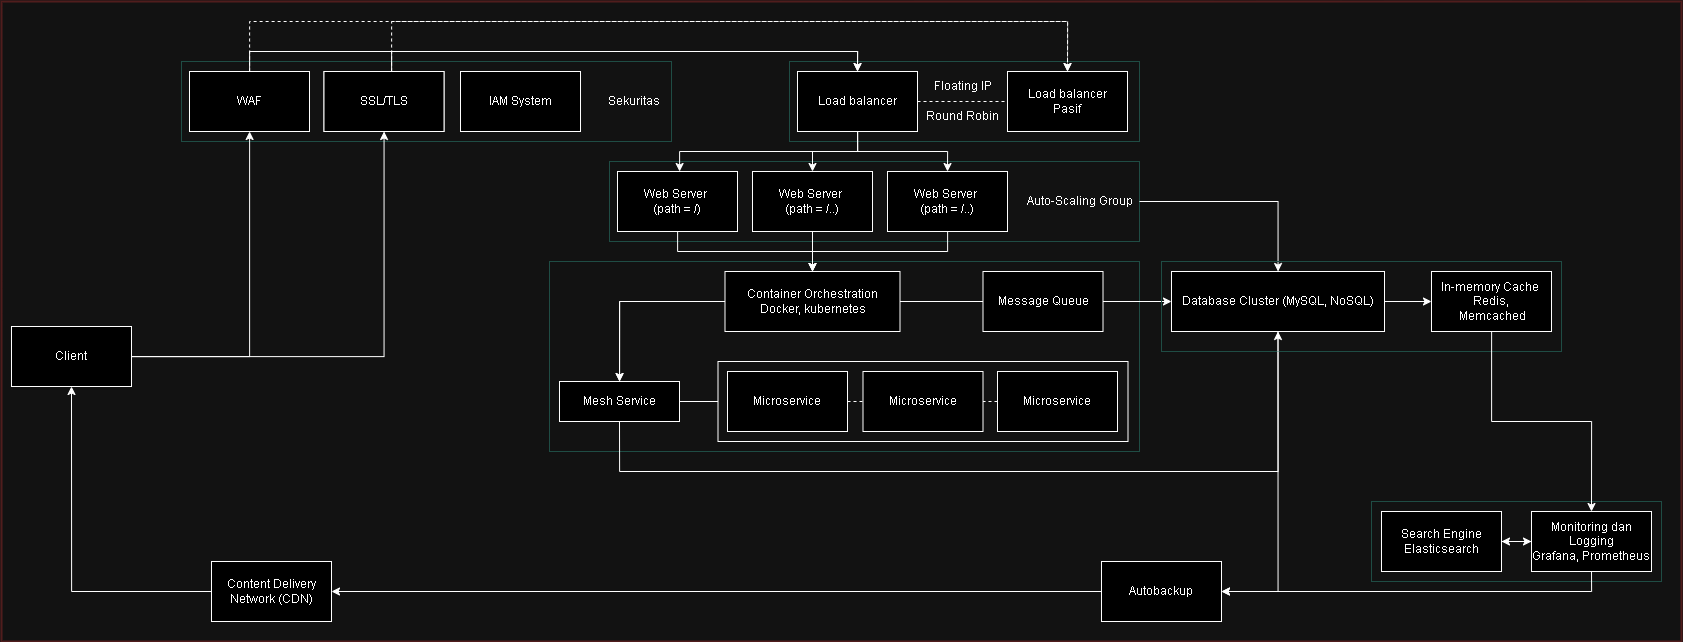 WAF
SSL/TLS
IAM System
Sekuritas
Load balancer
Floating IP
Round Robin
Load balancer
Pasif
Web Server
(path = /)
Web Server
(path = /..)
Web Server
(path = /..)
Auto-Scaling Group
Container Orchestration
Docker, kubernetes
Message Queue
Database Cluster (MySQL, NoSQL)
In-memory Cache
Redis,
Memcached
Client
Mesh Service
Microservice
Microservice
Microservice
Search Engine
Elasticsearch
Monitoring dan
Logging
Grafana, Prometheus
Content Delivery
Network (CDN)
Autobackup